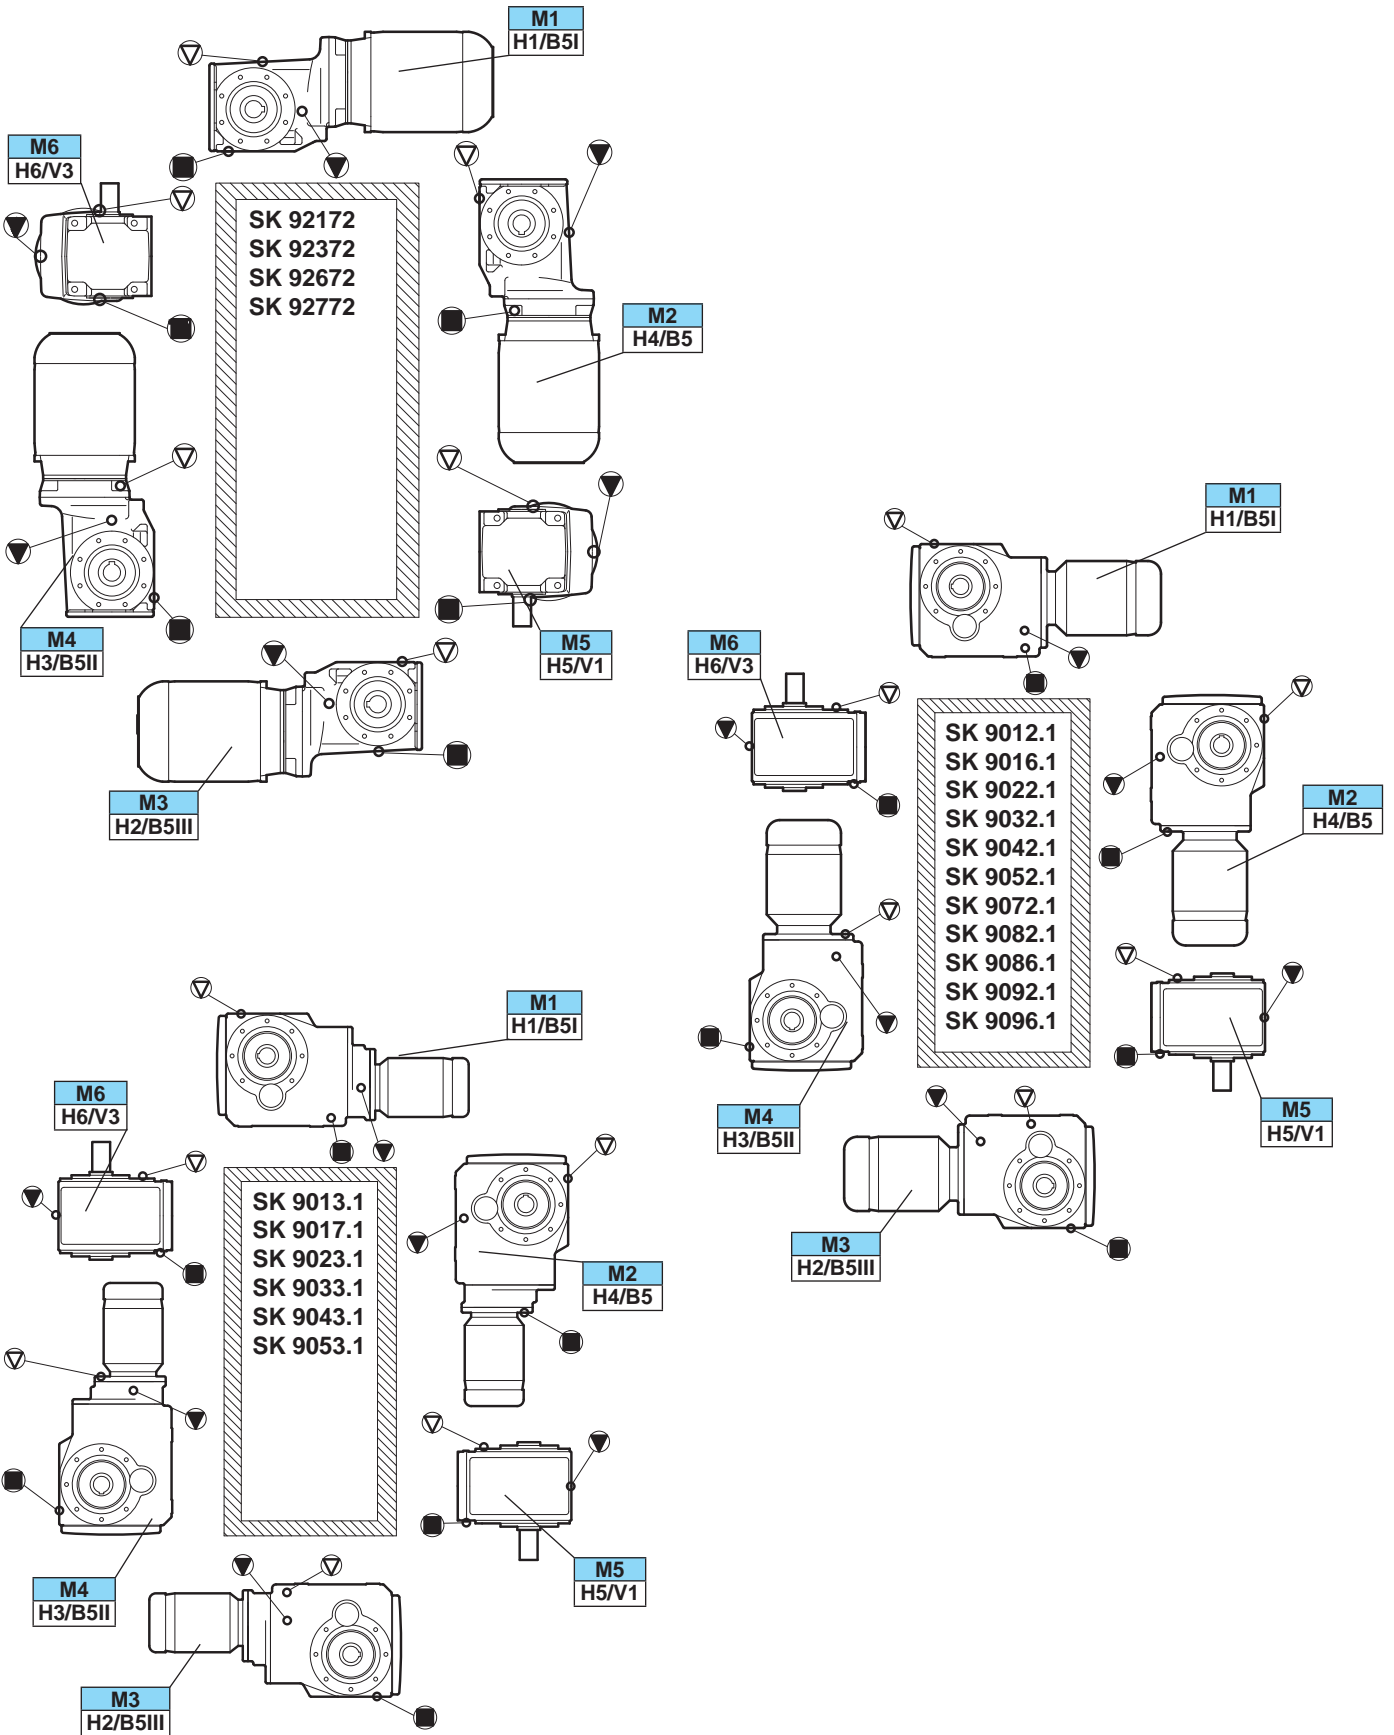 M1
H1/B5I
M6
H6/V3
SK 92172
SK 92372
SK 92672
SK 92772
M2
H4/B5
M4
H3/B5II
M5
H5/V1
M3
H2/B5III
M1
H1/B5I
M6
H6/V3
SK 9012.1
SK 9016.1
SK 9022.1
SK 9032.1
SK 9042.1
SK 9052.1
SK 9072.1
SK 9082.1
SK 9086.1
SK 9092.1
SK 9096.1
M2
H4/B5
M4
H3/B5II
M5
H5/V1
M3
H2/B5III
M1
H1/B5I
M6
H6/V3
SK 9013.1
SK 9017.1
SK 9023.1
SK 9033.1
SK 9043.1
SK 9053.1
M2
H4/B5
M4
H3/B5II
M5
H5/V1
M3
H2/B5III